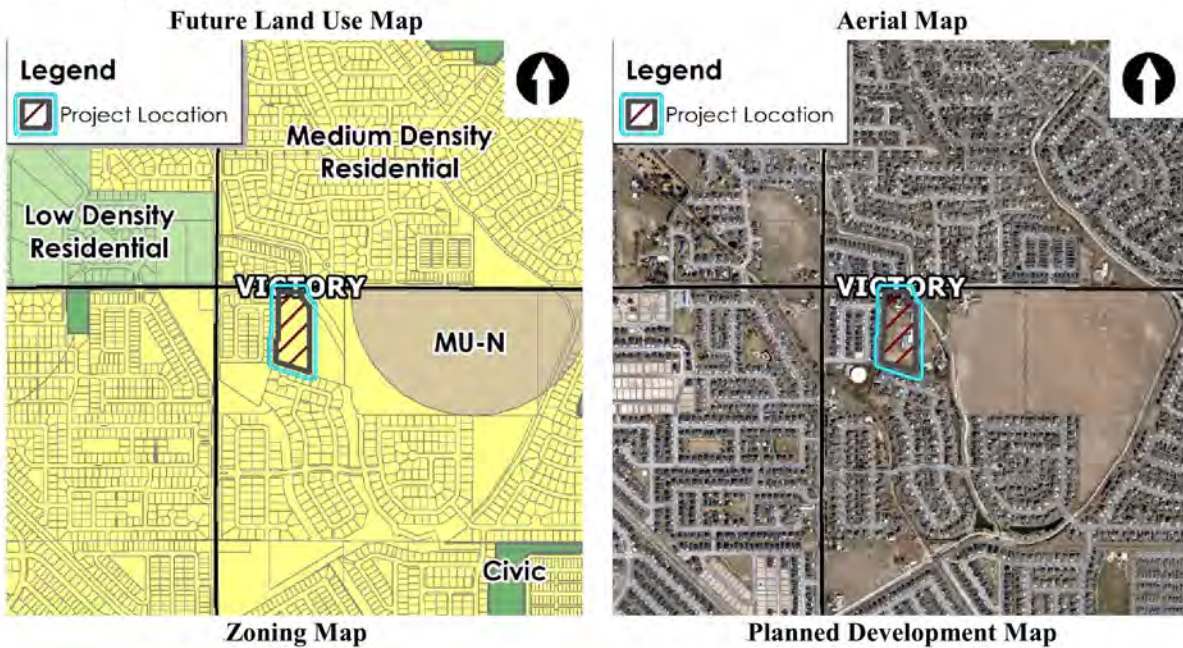 Future Land Use Map
Legend
Project Location
Medium Density
Residential
Low Density
Residential
VICTORY
MU-N
Civic
Aerial Map
Legend
Project Location
VICTORY
Zoning Map
Planned Development Map